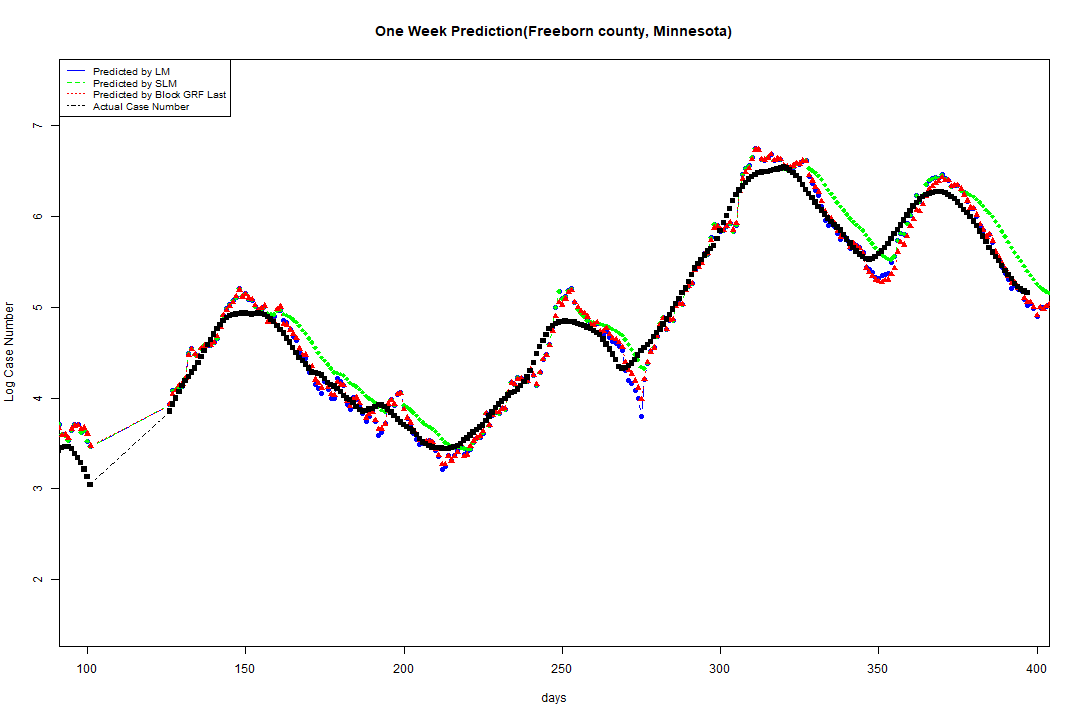 One Week Prediction(Freeborn county, Minnesota)
Predicted by LM
Predicted by SLM
Predicted by Block GRF Last
Actual Case Number
7
6
5
4
3
2
Log Case Number
100 150 200 250 300 350 400
days